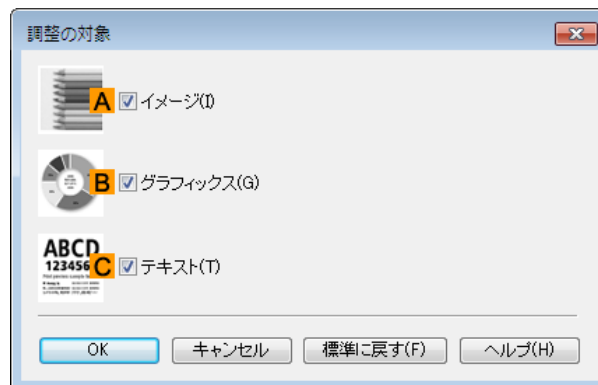 調整の対象
A イメージ(I)
B グラフィックス(G)
ABCD
123456
C テキスト(T)
OK キャンセル 標準に戻す(F) ヘルプ(H)